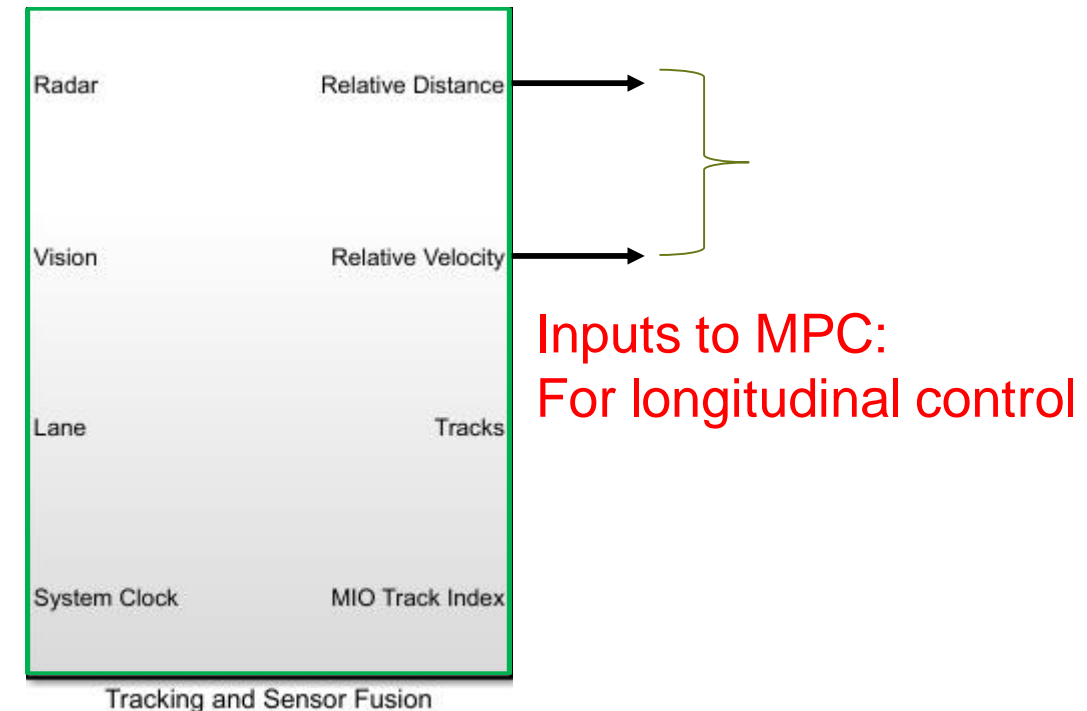 Radar
Relative Distance
Vision
Relative Velocity
Inputs to MPC:
For longitudinal control
Lane
Tracks
System Clock
MIO Track Index
Tracking and Sensor Fusion